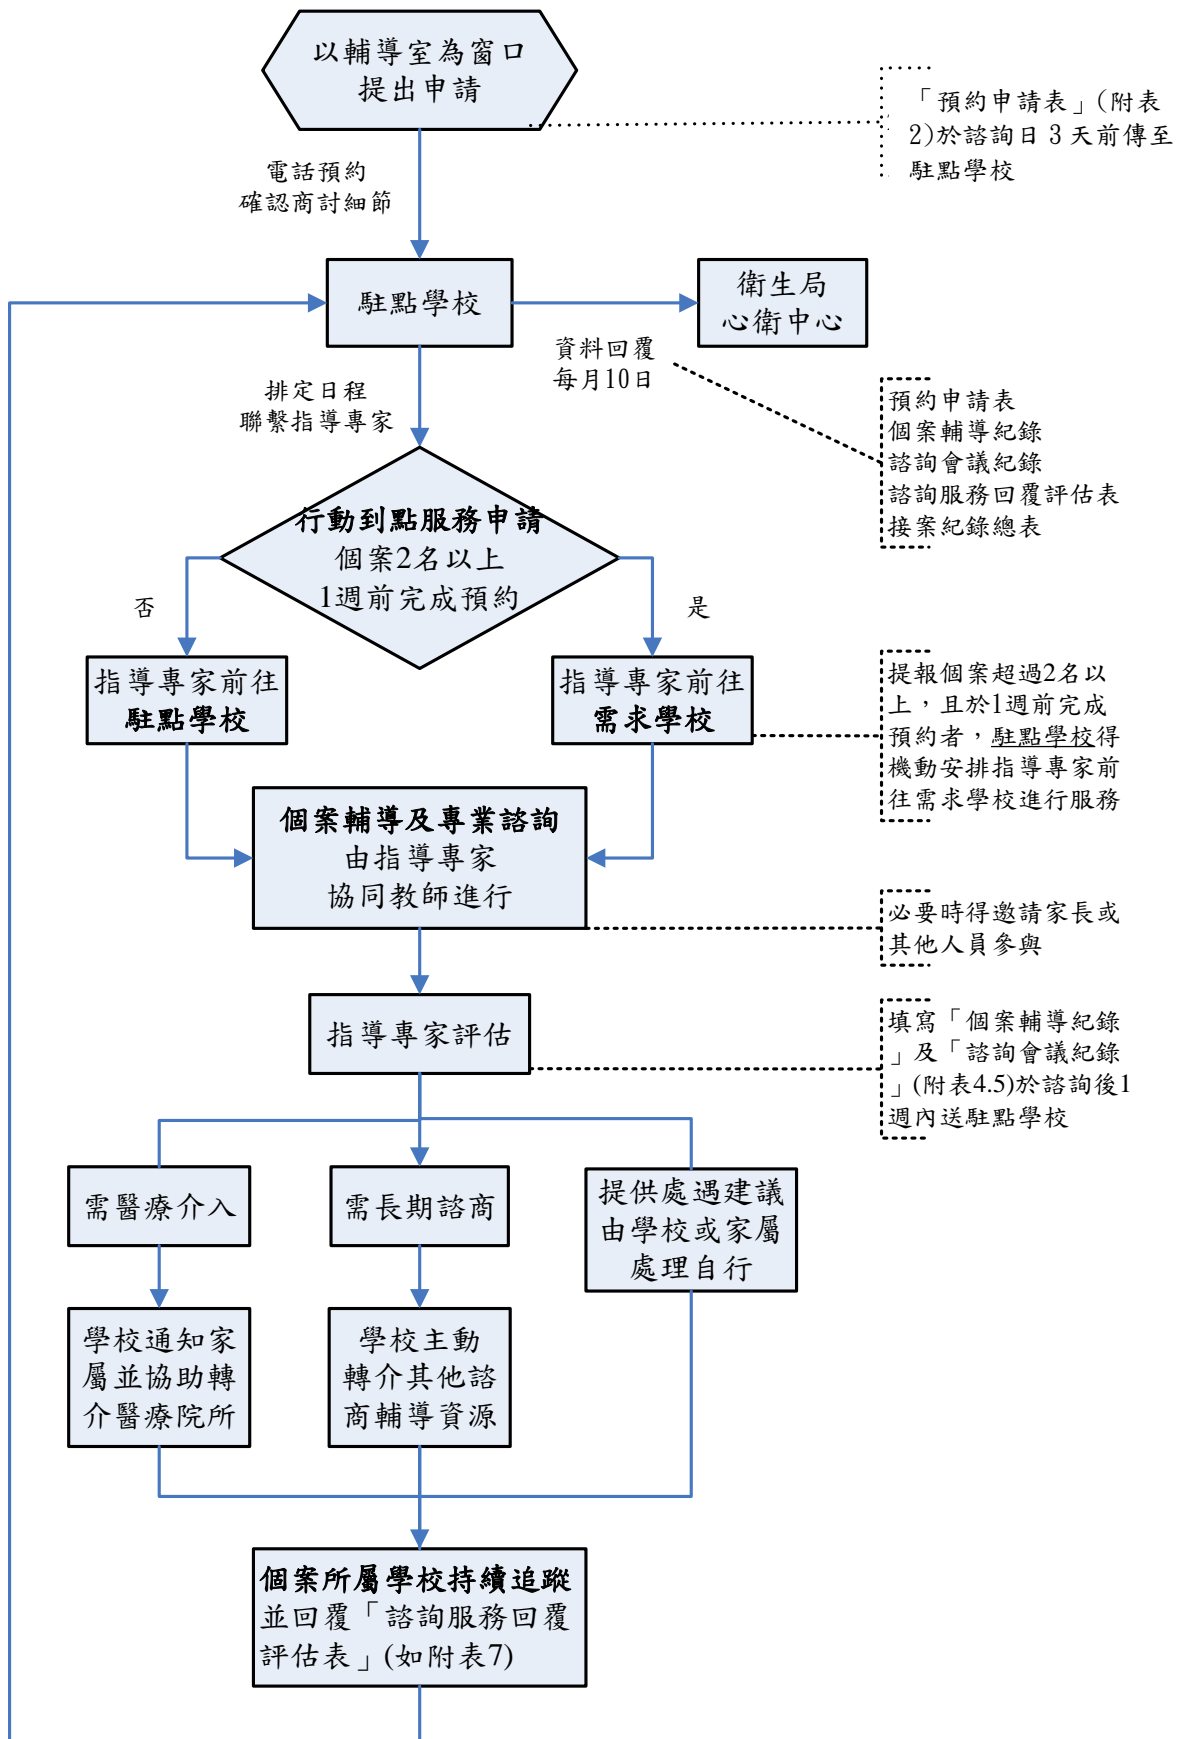 以輔導室為窗口
提出申請
「預約申請表」(附表
2)於諮詢日 3 天前傳至
駐點學校
電話預約
確認商討細節
駐點學校
衛生局
心衛中心
資料回覆
每月10日
排定日程
聯繫指導專家
預約申請表
個案輔導紀錄
諮詢會議紀錄
諮詢服務回覆評估表
接案紀錄總表
行動到點服務申請
個案2名以上
1週前完成預約
否
是
指導專家前往
駐點學校
指導專家前往
需求學校
提報個案超過2名以
上，且於1週前完成
預約者，駐點學校得
機動安排指導專家前
往需求學校進行服務
個案輔導及專業諮詢
由指導專家
協同教師進行
必要時得邀請家長或
其他人員參與
指導專家評估
填寫「個案輔導紀錄
」及「諮詢會議紀錄
」(附表4.5)於諮詢後1
週內送駐點學校
需醫療介入
需長期諮商
提供處遇建議
由學校或家屬
處理自行
學校通知家
屬並協助轉
介醫療院所
學校主動
轉介其他諮
商輔導資源
個案所屬學校持續追蹤
並回覆「諮詢服務回覆
評估表」(如附表7)